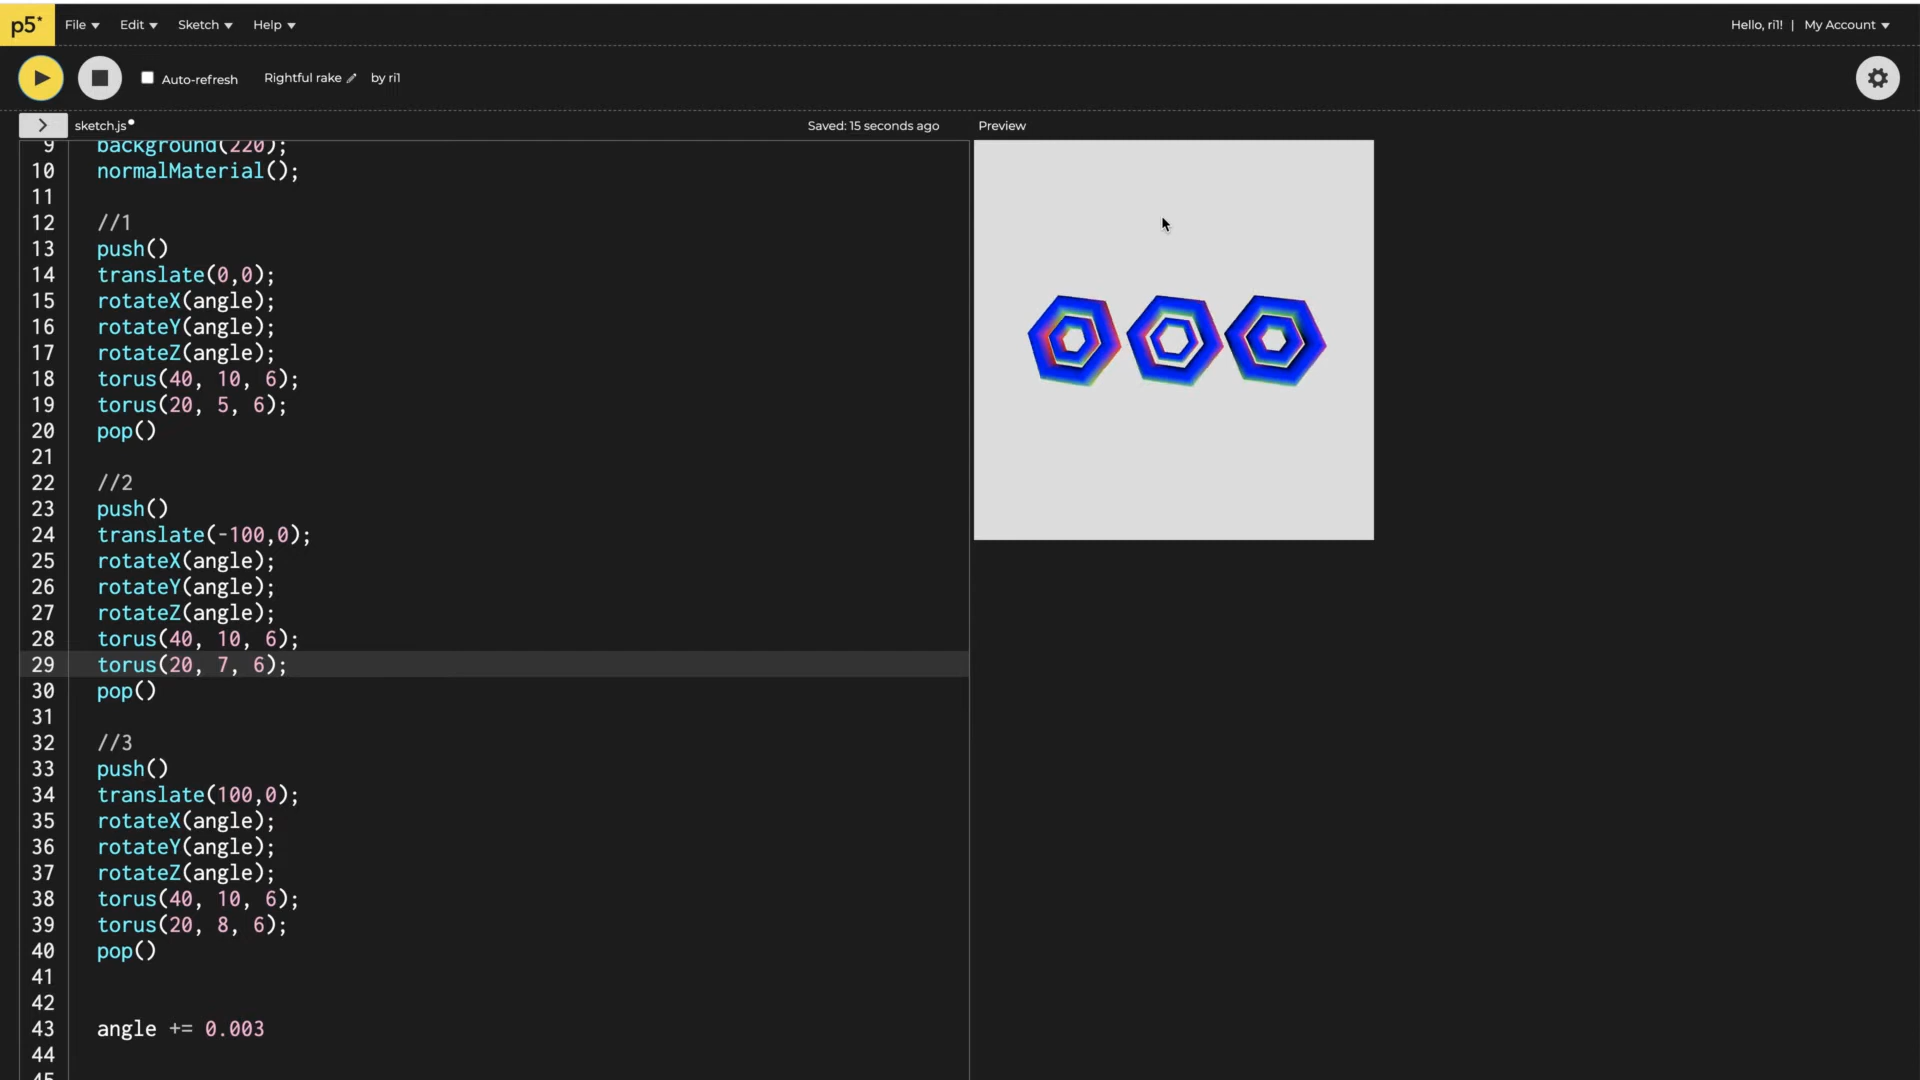 p5* File Edit Sketch Help Hello, ri1! | My Account
Auto-refresh Rightful rake by ri1
> sketch.js Saved: 15 seconds ago Preview
9 background(220);
10 normalMaterial();
11
12 //1
13 push()
14 translate(0,0);
15 rotateX(angle);
16 rotateY(angle);
17 rotateZ(angle);
18 torus(40, 10, 6);
19 torus(20, 5, 6);
20 pop()
21
22 //2
23 push()
24 translate(-100,0);
25 rotateX(angle);
26 rotateY(angle);
27 rotateZ(angle);
28 torus(40, 10, 6);
29 torus(20, 7, 6);
30 pop()
31
32 //3
33 push()
34 translate(100,0);
35 rotateX(angle);
36 rotateY(angle);
37 rotateZ(angle);
38 torus(40, 10, 6);
39 torus(20, 8, 6);
40 pop()
41
42
43 angle += 0.003
44
45